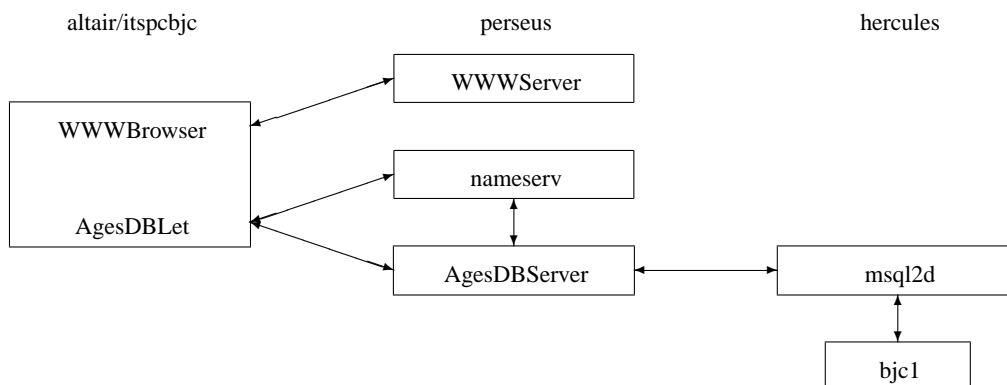 altair/itspcbjc
perseus
hercules
WWWServer
WWWBrowser
nameserv
AgesDBLet
AgesDBServer
msql2d
bjc1